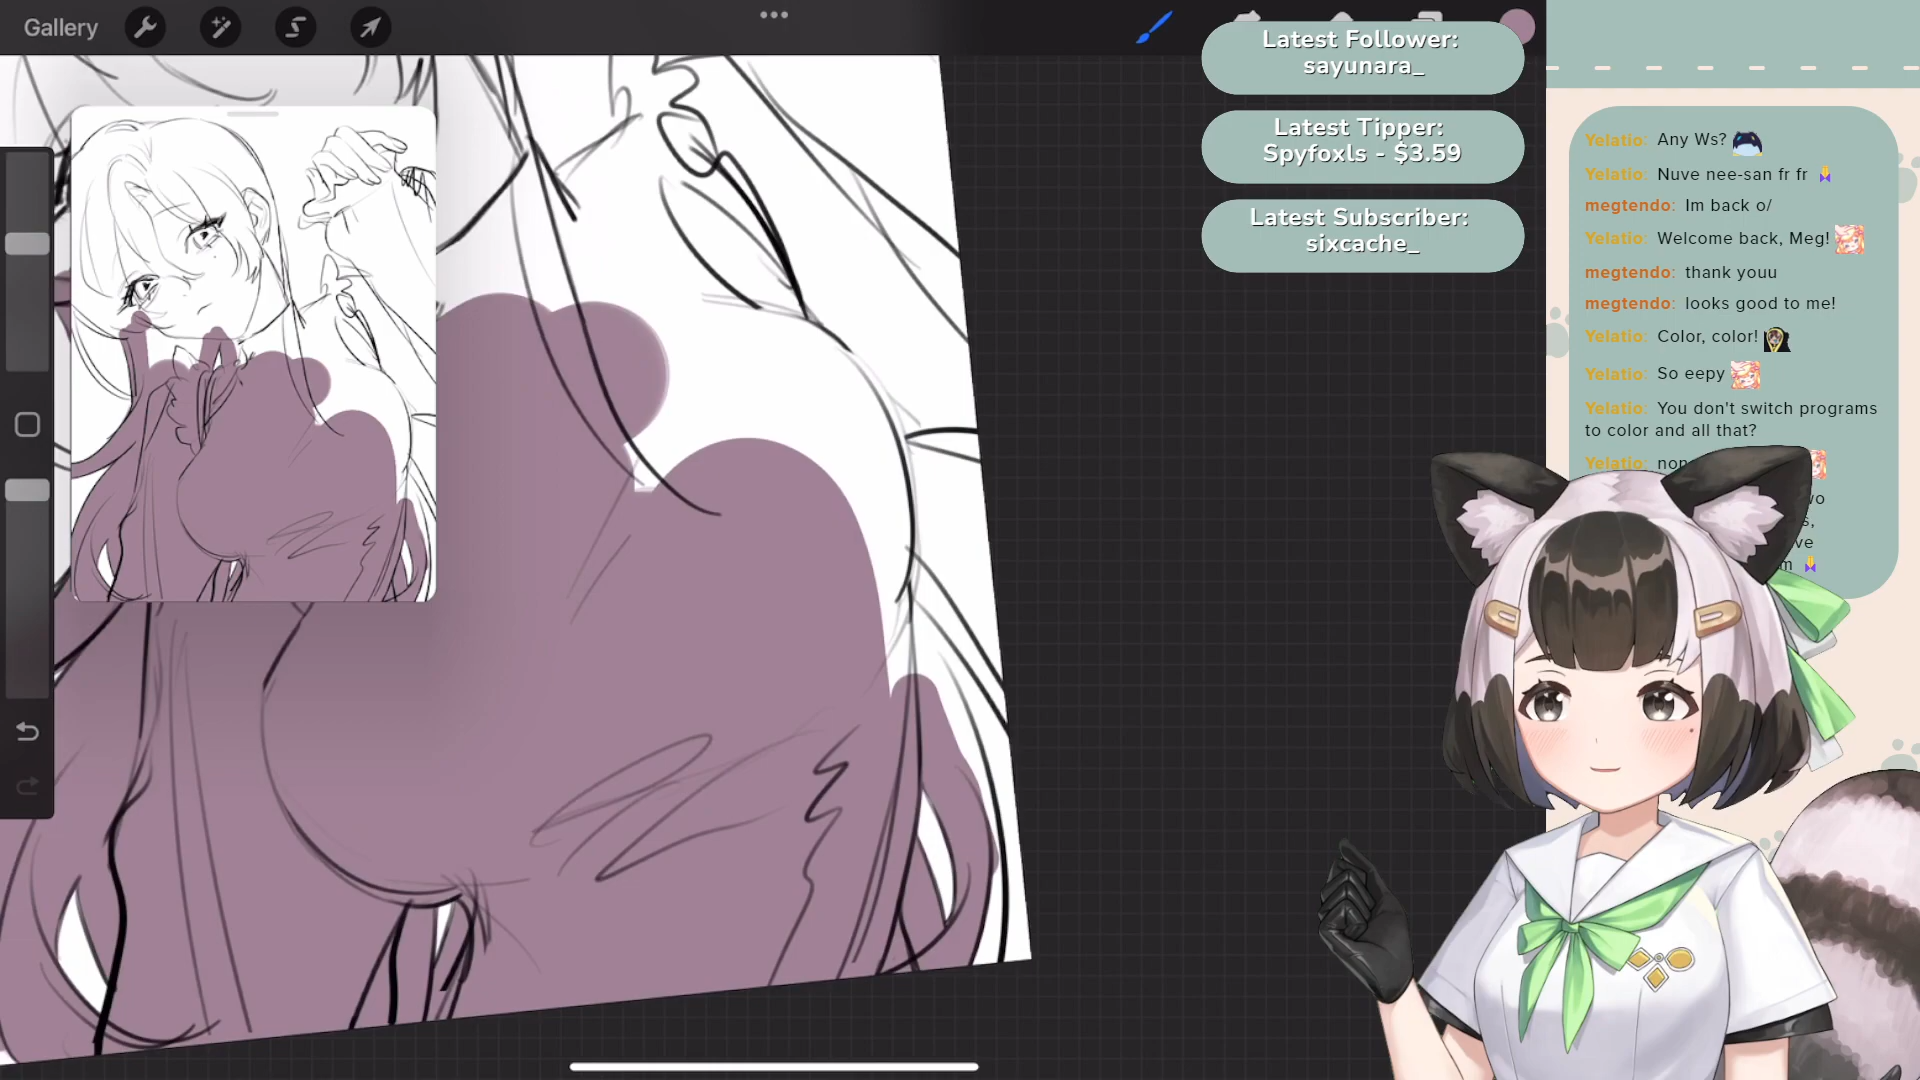 Gallery
Latest Follower:
sayunara_
Latest Tipper:
Spyfoxls - $3.59
Latest Subscriber:
sixcache_
Yelatio: Any Ws?
Yelatio: Nuve nee-san fr fr
megtendo: Im back o/
Yelatio: Welcome back, Meg!
megtendo: thank youu
megtendo: looks good to me!
Yelatio: Color, color!
Yelatio: So eepy
Yelatio: You don't switch programs
to color and all that?
Yelatio: